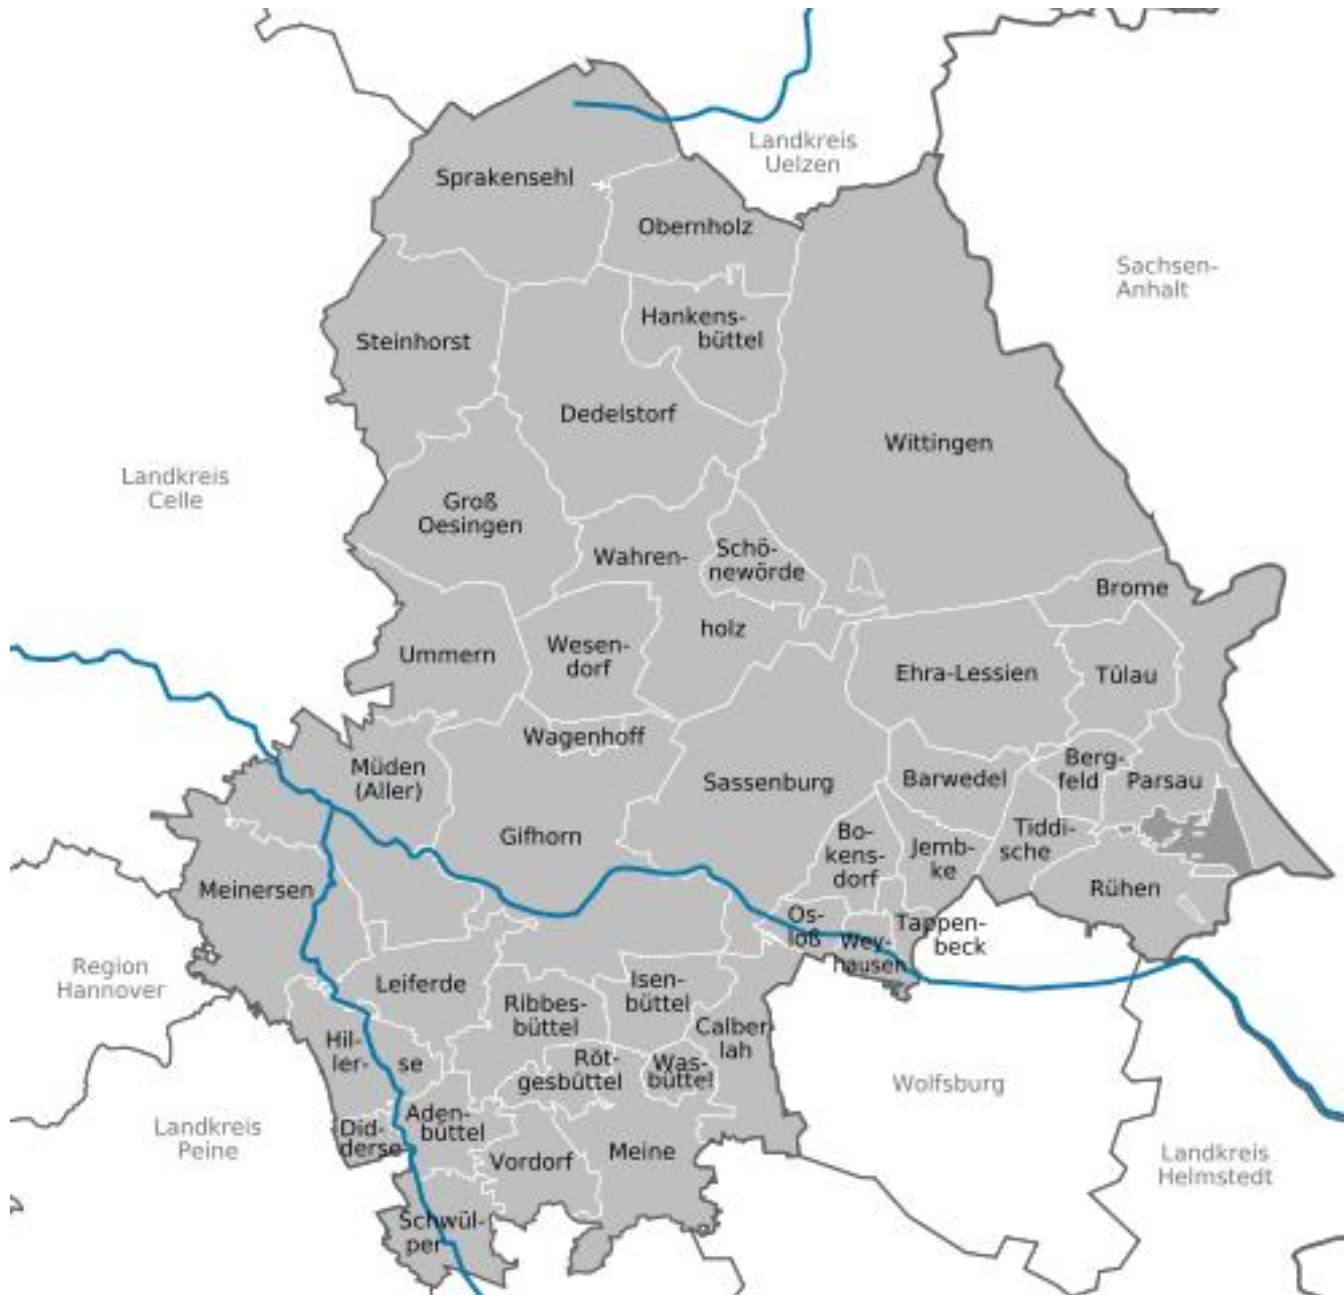 Landkreis
Uelzen
Sprakensehl
Obernholz
Sachsen-
Anhalt
Hankens-
büttel
Steinhorst
Dedelstorf
Wittingen
Landkreis
Celle
Groß
Oesingen
Wahren-
holz
Schö-
newörde
Brome
Ummern
Wesen-
dorf
Ehra-Lessien
Tülau
Wagenhoff
Müden
(Aller)
Sassenburg
Barwedel
Berg-
feld
Parsau
Gifhorn
Bo-
kens-
dorf
Jemb-
ke
Tiddi-
sche
Meinersen
Rühen
Os-
loß
Wey-
hausen
Tappen-
beck
Region
Hannover
Leiferde
Isen-
büttel
Ribbes-
büttel
Calber-
lah
Hil-
ler-
se
Röt-
gesbüttel
Was-
büttel
Wolfsburg
Landkreis
Peine
Did-
derse
Aden-
büttel
Vordorf
Meine
Landkreis
Helmstedt
Schwül-
per